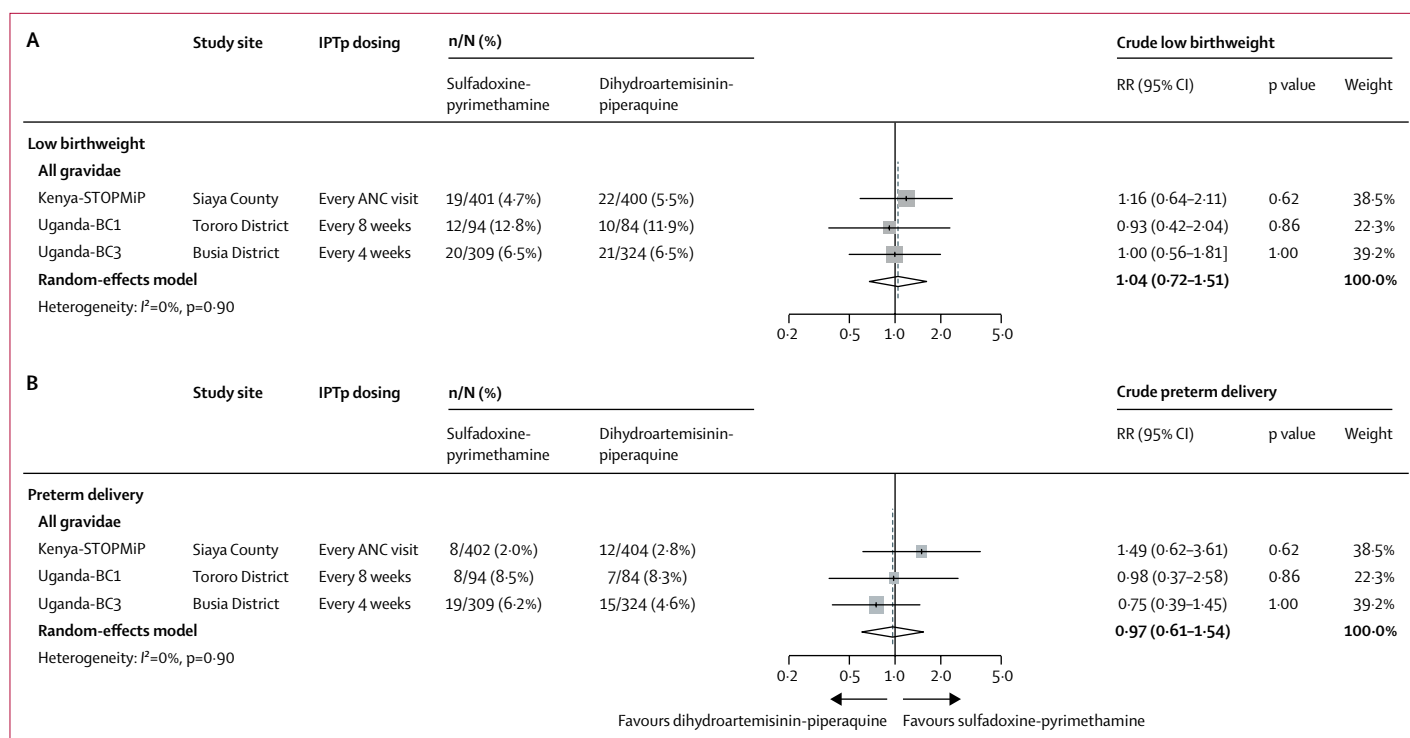 A
Study site IPTp dosing n/N (%) Crude low birthweight
Sulfadoxine- Dihydroartemisinin- RR (95% CI) p value Weight
pyrimethamine piperaquine
Low birthweight
All gravidae
Kenya-STOPMiP Siaya County Every ANC visit 19/401 (4·7%) 22/400 (5·5%) 1·16 (0·64–2·11) 0·62 38·5%
Uganda-BC1 Tororo District Every 8 weeks 12/94 (12·8%) 10/84 (11·9%) 0·93 (0·42–2·04) 0·86 22·3%
Uganda-BC3 Busia District Every 4 weeks 20/309 (6·5%) 21/324 (6·5%) 1·00 (0·56–1·81] 1·00 39·2%
Random-effects model 1·04 (0·72–1·51) 100·0%
Heterogeneity: I²=0%, p=0·90
0·2 0·5 1·0 2·0 5·0
B
Study site IPTp dosing n/N (%) Crude preterm delivery
Sulfadoxine- Dihydroartemisinin- RR (95% CI) p value Weight
pyrimethamine piperaquine
Preterm delivery
All gravidae
Kenya-STOPMiP Siaya County Every ANC visit 8/402 (2·0%) 12/404 (2·8%) 1·49 (0·62–3·61) 0·62 38·5%
Uganda-BC1 Tororo District Every 8 weeks 8/94 (8·5%) 7/84 (8·3%) 0·98 (0·37–2·58) 0·86 22·3%
Uganda-BC3 Busia District Every 4 weeks 19/309 (6·2%) 15/324 (4·6%) 0·75 (0·39–1·45) 1·00 39·2%
Random-effects model 0·97 (0·61–1·54) 100·0%
Heterogeneity: I²=0%, p=0·90
0·2 0·5 1·0 2·0 5·0
Favours dihydroartemisinin-piperaquine Favours sulfadoxine-pyrimethamine